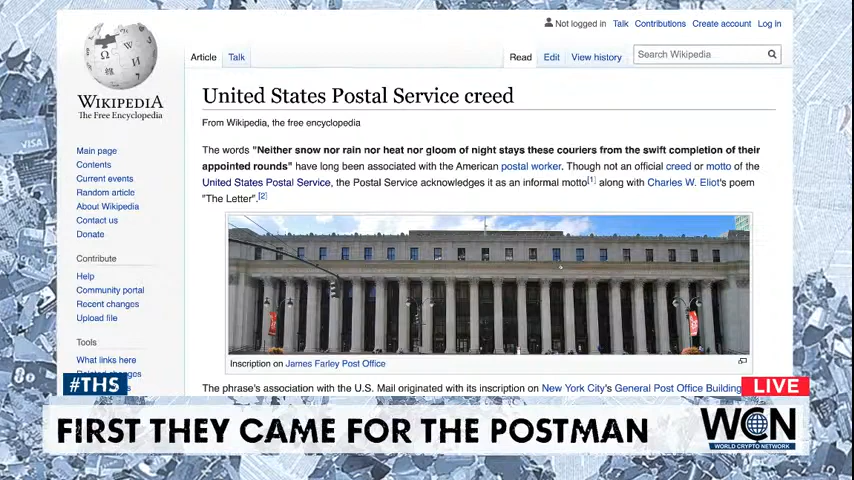 Not logged in Talk Contributions Create account Log in
Article Talk Read Edit View history Search Wikipedia
WIKIPEDIA
The Free Encyclopedia
United States Postal Service creed
From Wikipedia, the free encyclopedia
The words "Neither snow nor rain nor heat nor gloom of night stays these couriers from the swift completion of their
appointed rounds" have long been associated with the American postal worker. Though not an official creed or motto of the
United States Postal Service, the Postal Service acknowledges it as an informal motto[1] along with Charles W. Eliot's poem
"The Letter".[2]
Main page
Contents
Current events
Random article
About Wikipedia
Contact us
Donate
Contribute
Help
Community portal
Recent changes
Upload file
Tools
What links here
Related changes
Inscription on James Farley Post Office
The phrase's association with the U.S. Mail originated with its inscription on New York City's General Post Office Building
#THS
LIVE
FIRST THEY CAME FOR THE POSTMAN
WCN
WORLD CRYPTO NETWORK
VISA